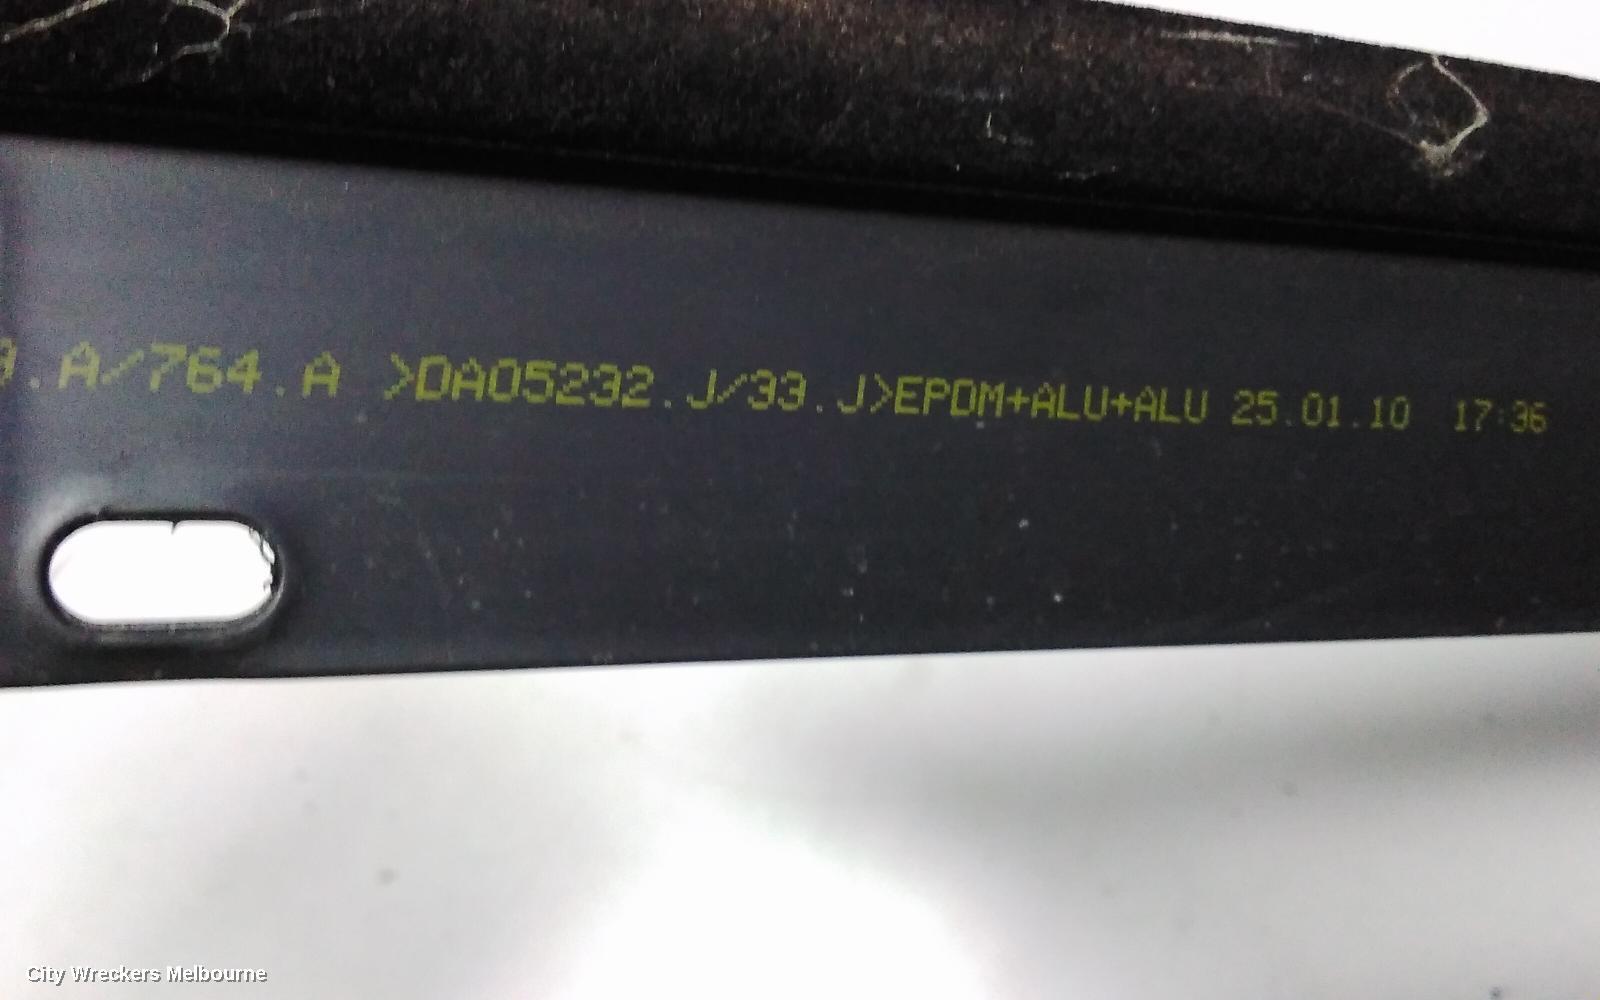 .A/764.A >DA05232.J/33.J>EPDM+ALU+ALU 25.01.10 17:36
City Wreckers Melbourne